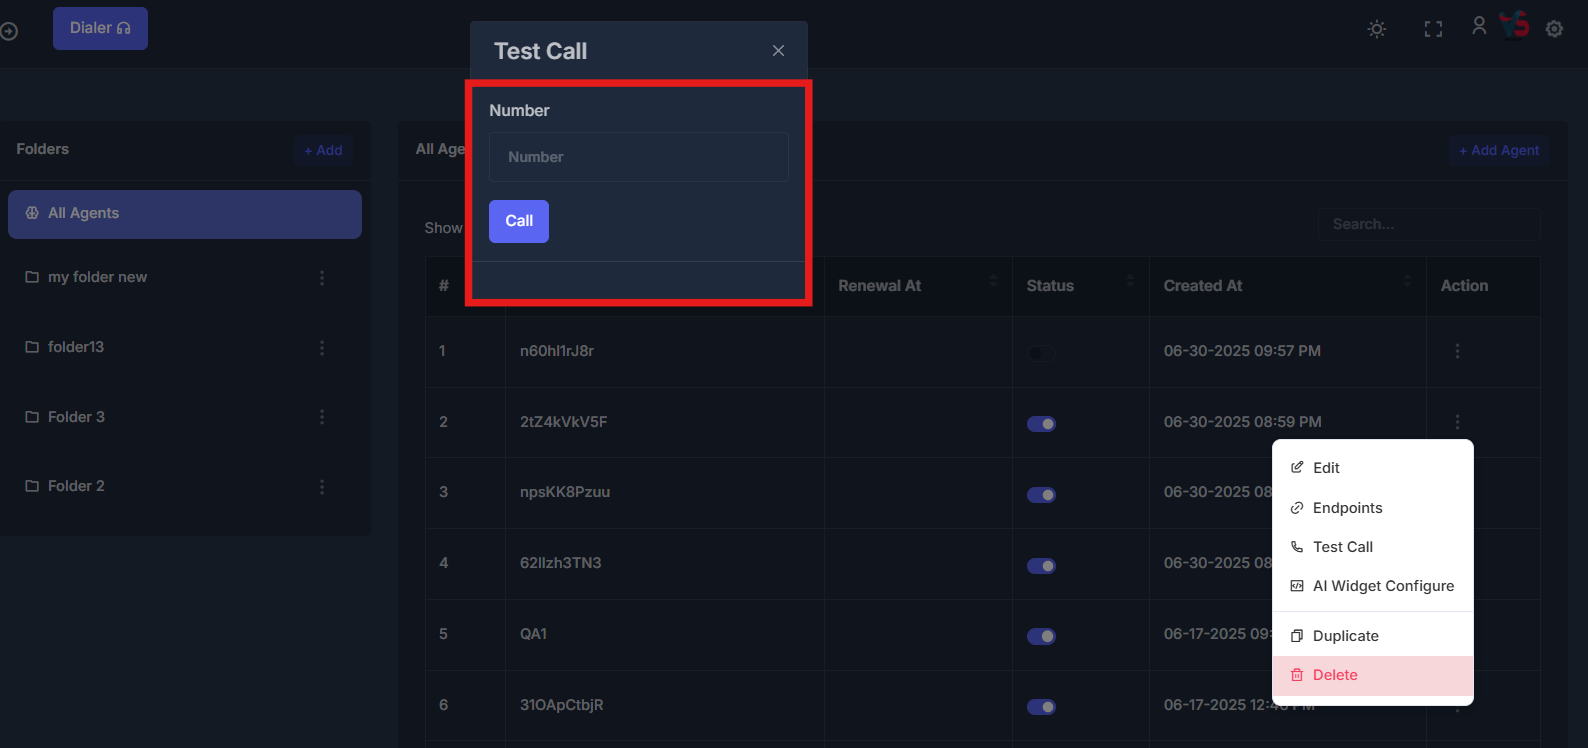 Dialer
Test Call
Number
Number
Call
Folders
+ Add
All Agents
my folder new
folder13
Folder 3
Folder 2
All Age
+ Add Agent
Show
Search...
# Renewal At Status Created At Action
1 n60hl1rJ8r 06-30-2025 09:57 PM
2 2tZ4kVkV5F 06-30-2025 08:59 PM
3 npsKK8Pzuu 06-30-2025 08
4 62llzh3TN3 06-30-2025 08
5 QA1 06-17-2025 09:
6 31OApCtbjR 06-17-2025 12:46 PM
Edit
Endpoints
Test Call
AI Widget Configure
Duplicate
Delete